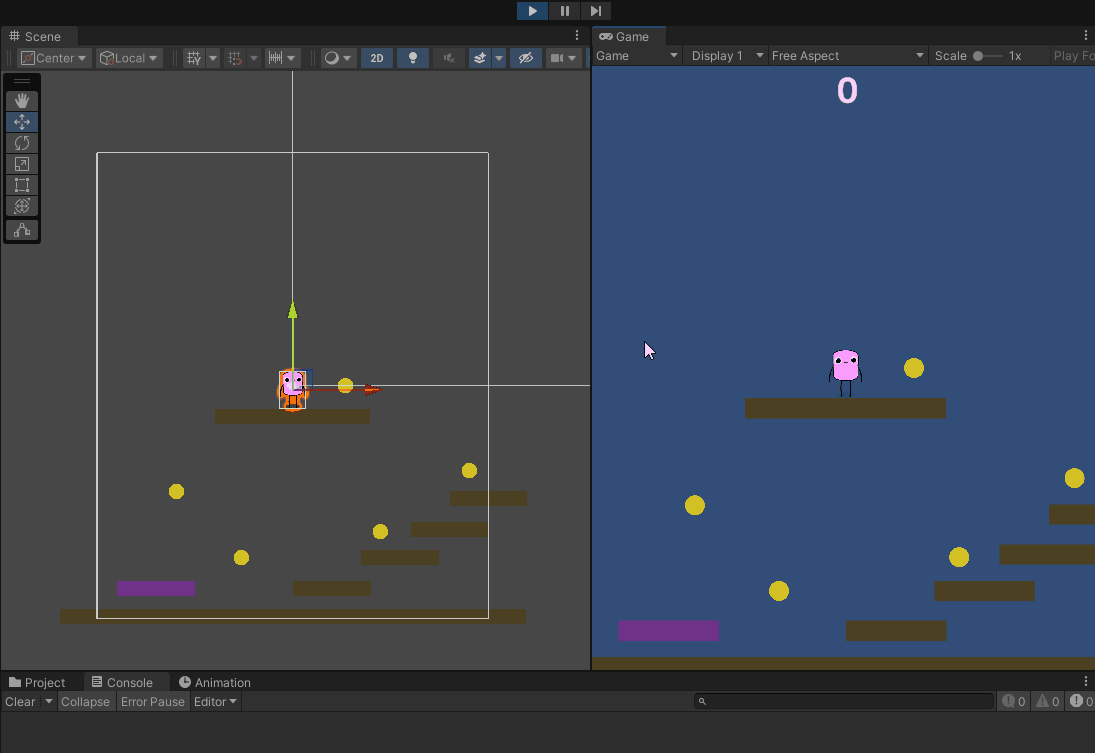 Scene
Game
Center
Local
2D
Game
Display 1
Free Aspect
Scale
1x
Play Fo
0
Project
Console
Animation
Clear
Collapse
Error Pause
Editor
0
0
0